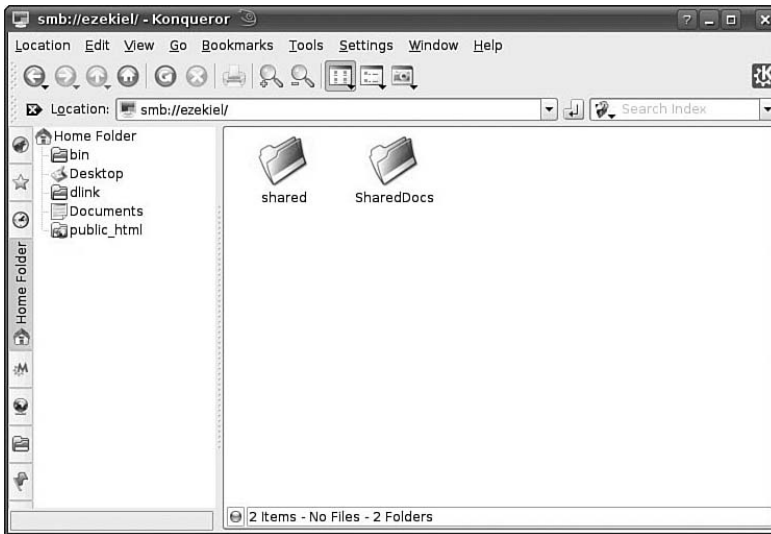 smb://ezekiel/ - Konqueror
Location Edit View Go Bookmarks Tools Settings Window Help
Location: smb://ezekiel/
Search Index
Home Folder
bin
Desktop
dlink
Documents
public_html
Home Folder
shared
SharedDocs
2 Items - No Files - 2 Folders